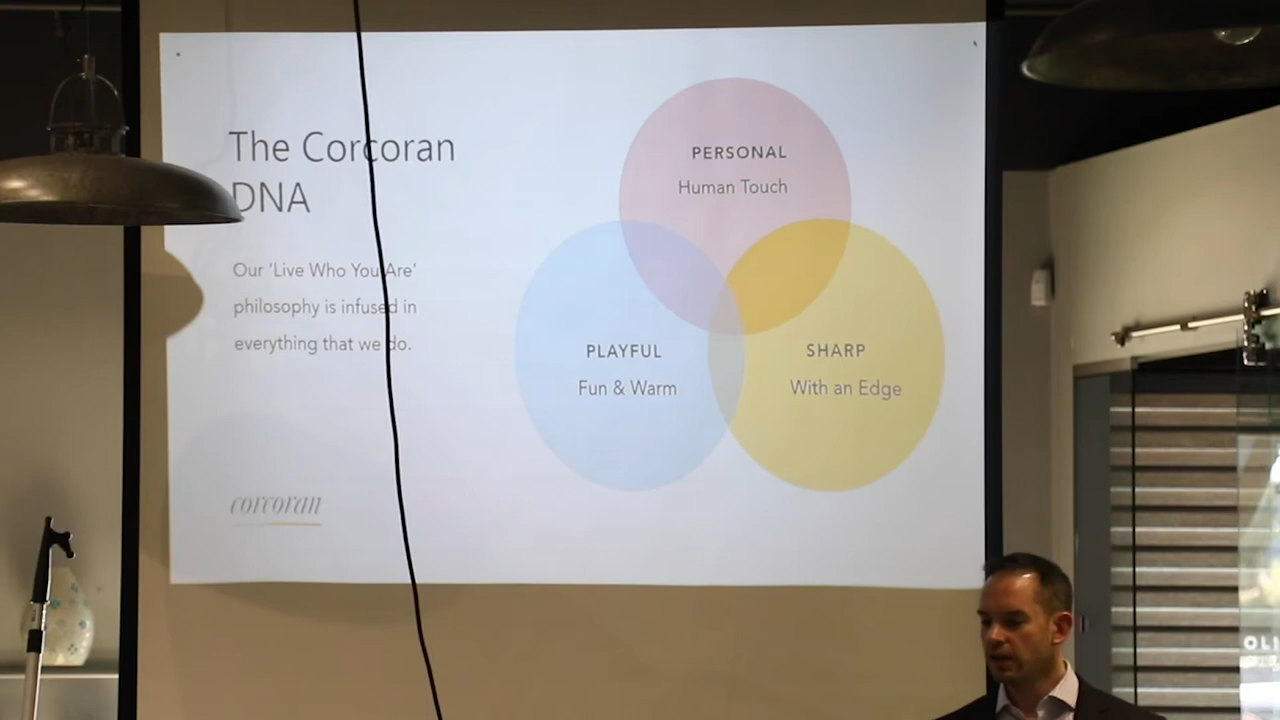 The Corcoran
DNA
Our ‘Live Who You Are’
philosophy is infused in
everything that we do.
PERSONAL
Human Touch
PLAYFUL
Fun & Warm
SHARP
With an Edge
corcoran
OLI